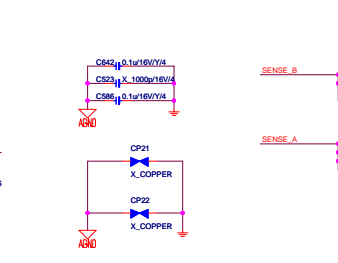 C642 0.1u/16V/Y/4
C523 X_1000p/16V/4
C586 0.1u/16V/Y/4
AGND
SENSE_B
SENSE_A
CP21
X_COPPER
CP22
X_COPPER
AGND